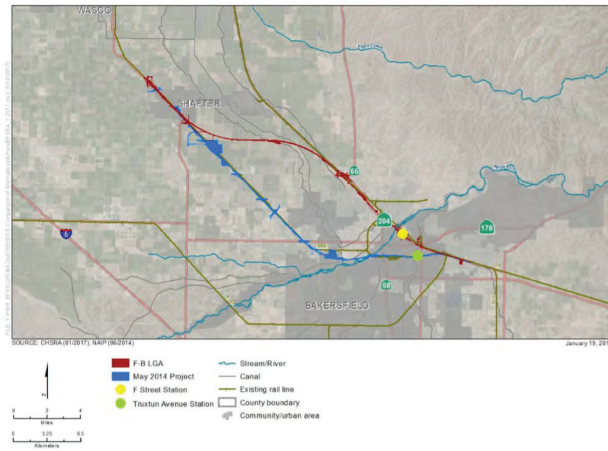 WASCO
SHAFTER
65
204
178
5
58
BAKERSFIELD
SOURCE: CHSRA (01/2017), NAIP (06/2014)
January 19, 201
F-B LGA
May 2014 Project
F Street Station
Truxtun Avenue Station
Stream/River
Canal
Existing rail line
County boundary
Community/urban area
0 2 4
Miles
0 3.25 6.5
Kilometers